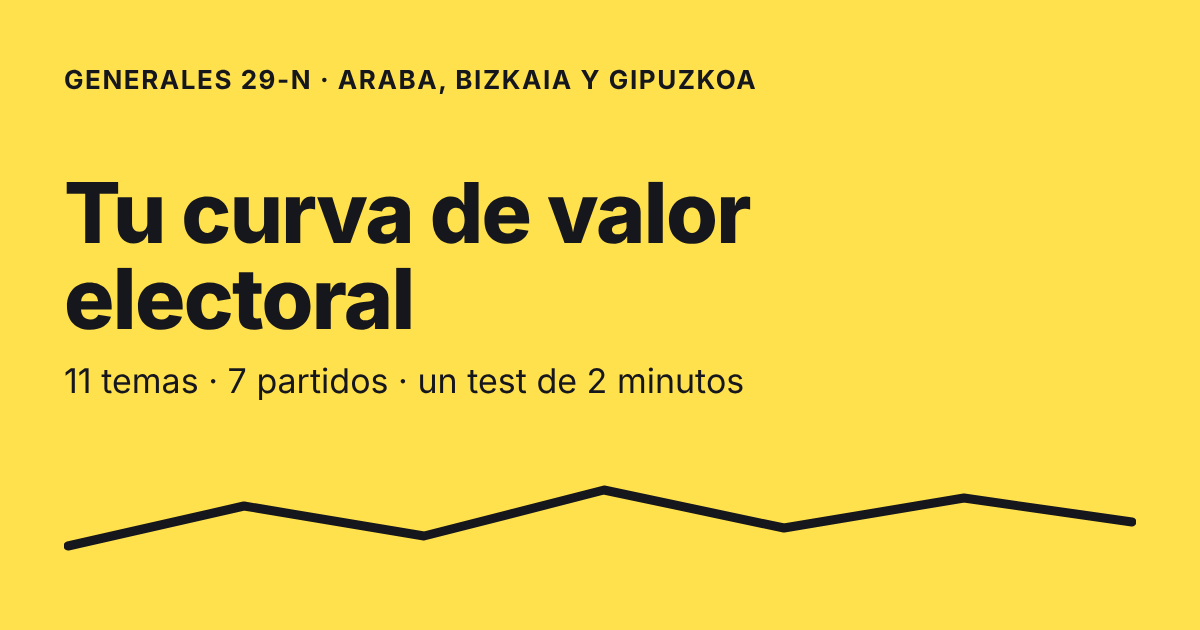 GENERALES 29-N · ARABA, BIZKAIA Y GIPUZKOA
Tu curva de valor
electoral
11 temas · 7 partidos · un test de 2 minutos